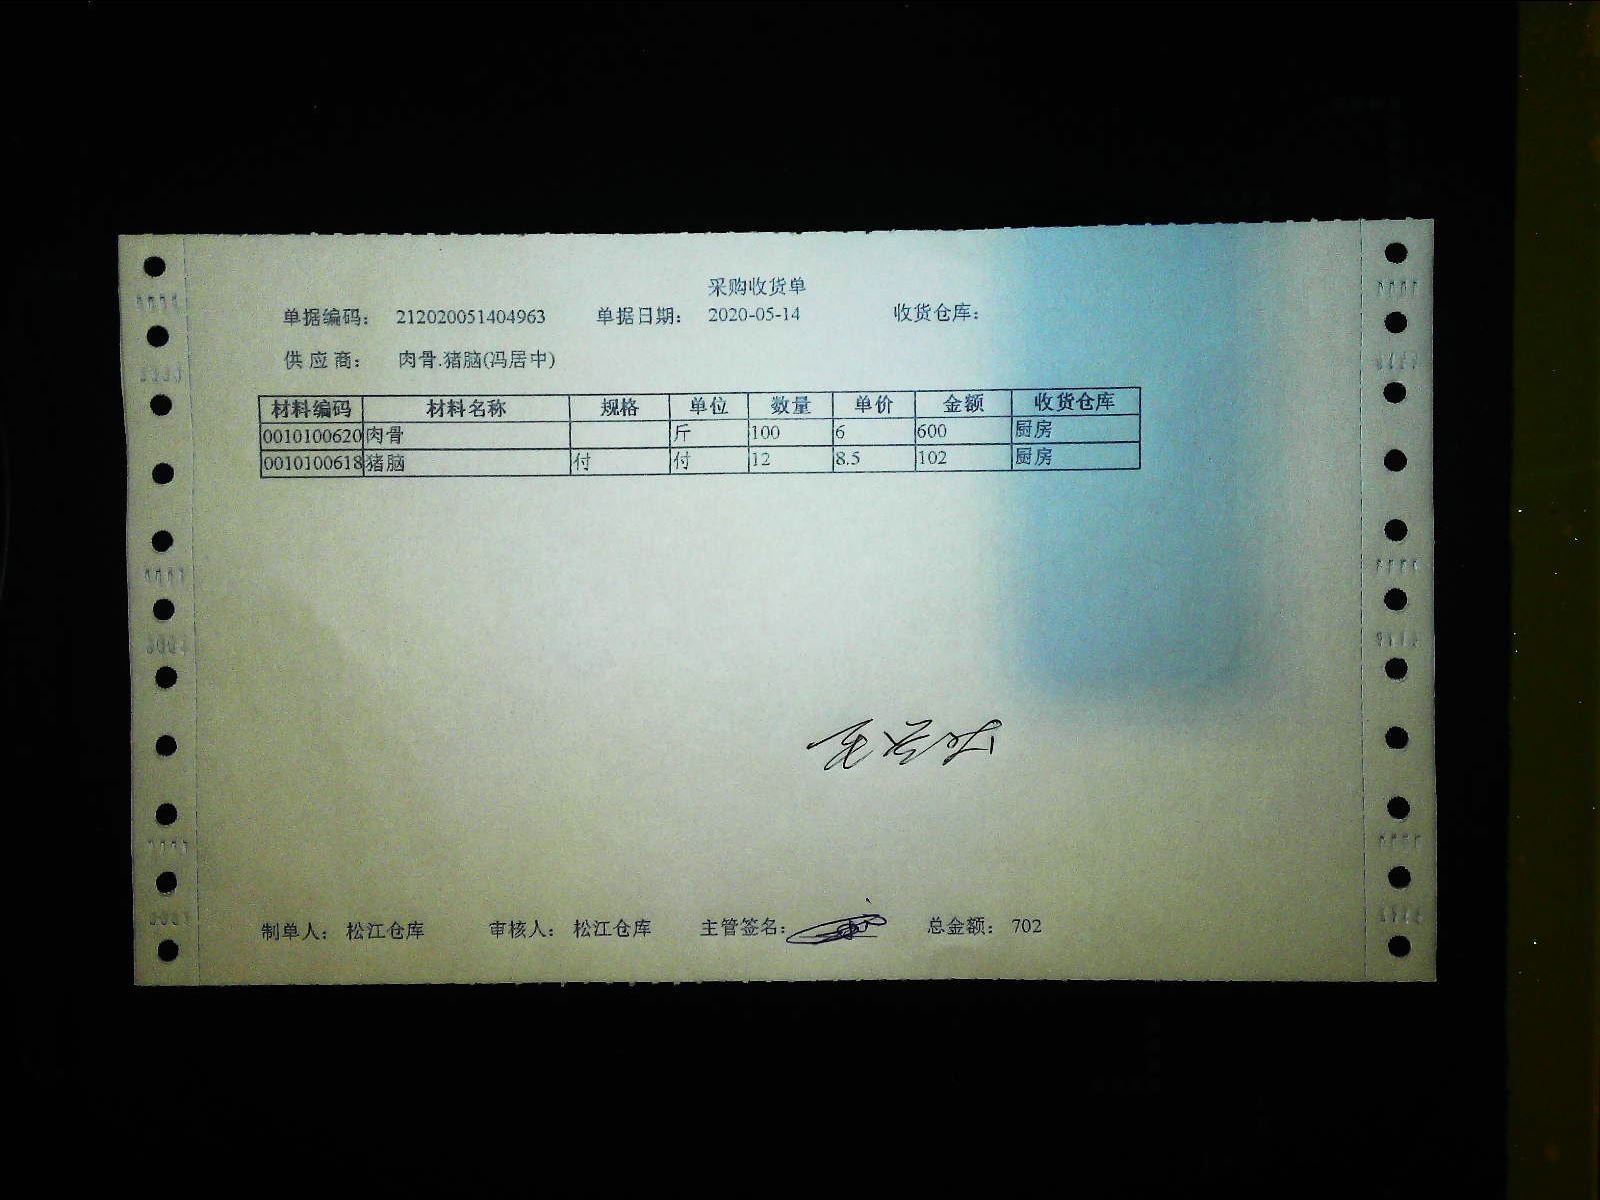 采购收货单
单据编码: 212020051404963 单据日期: 2020-05-14 收货仓库:
供应商: 肉骨.猪脑(冯居中)
材料编码 材料名称 规格 单位 数量 单价 金额 收货仓库
0010100620 肉骨 斤 100 6 600 厨房
0010100618 猪脑 付 付 12 8.5 102 厨房
制单人: 松江仓库 审核人: 松江仓库 主管签名: 总金额: 702